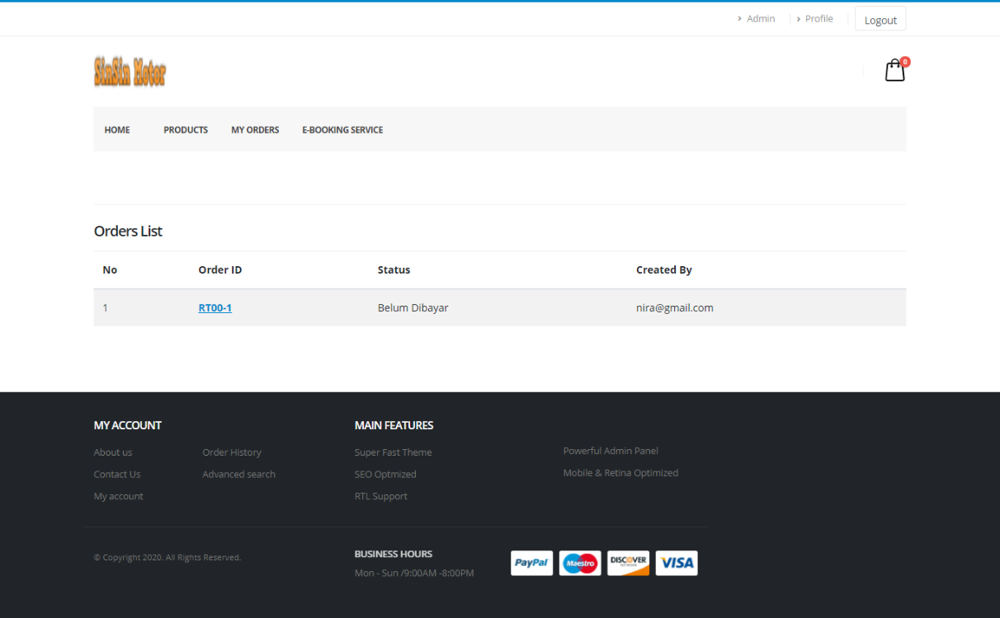 Admin Profile Logout
SinSin Motor
0
HOME PRODUCTS MY ORDERS E-BOOKING SERVICE
Orders List
No Order ID Status Created By
1 RT00-1 Belum Dibayar nira@gmail.com
MY ACCOUNT MAIN FEATURES
About us Order History Super Fast Theme Powerful Admin Panel
Contact Us Advanced search SEO Optmized Mobile & Retina Optimized
My account RTL Support
© Copyright 2020. All Rights Reserved.
BUSINESS HOURS
Mon - Sun /9:00AM -8:00PM
PayPal Maestro DISCOVER NETWORK VISA